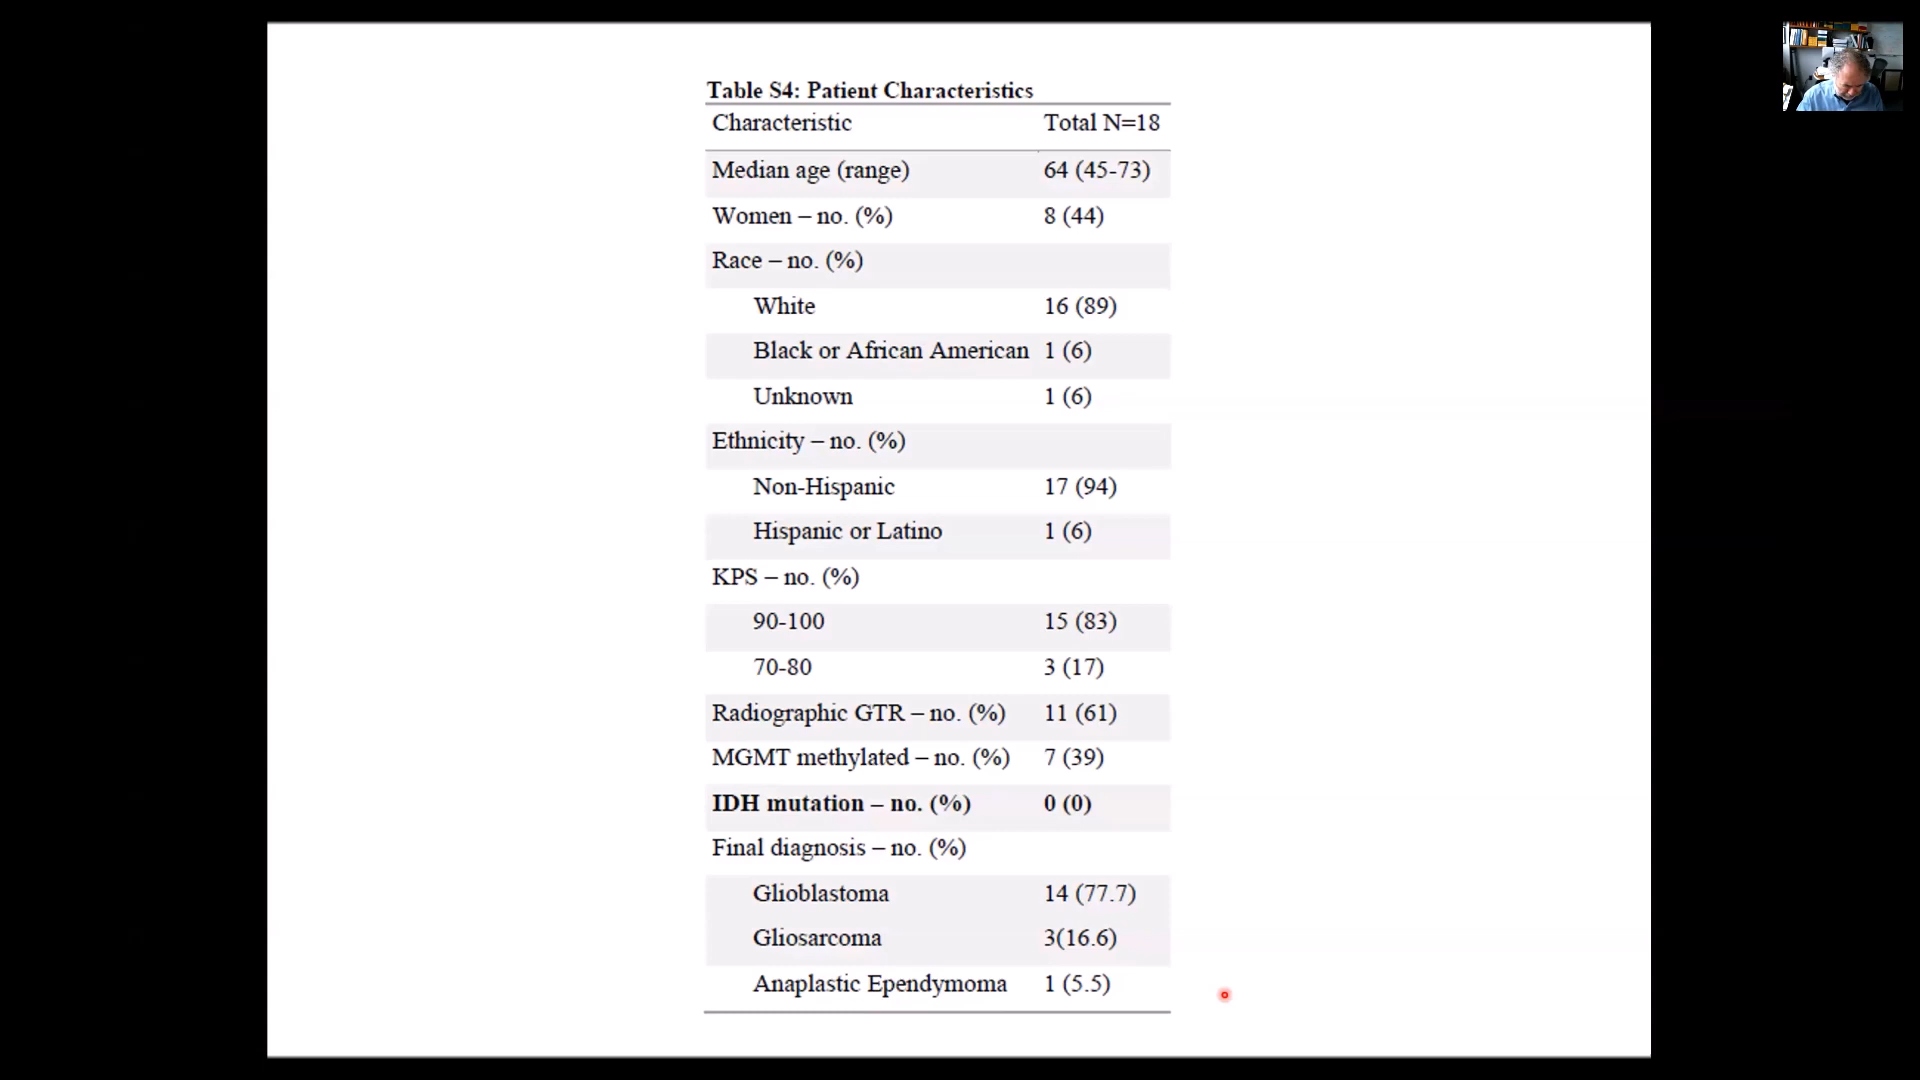 Table S4: Patient Characteristics
Characteristic Total N=18
Median age (range) 64 (45-73)
Women – no. (%) 8 (44)
Race – no. (%)
White 16 (89)
Black or African American 1 (6)
Unknown 1 (6)
Ethnicity – no. (%)
Non-Hispanic 17 (94)
Hispanic or Latino 1 (6)
KPS – no. (%)
90-100 15 (83)
70-80 3 (17)
Radiographic GTR – no. (%) 11 (61)
MGMT methylated – no. (%) 7 (39)
IDH mutation – no. (%) 0 (0)
Final diagnosis – no. (%)
Glioblastoma 14 (77.7)
Gliosarcoma 3(16.6)
Anaplastic Ependymoma 1 (5.5)